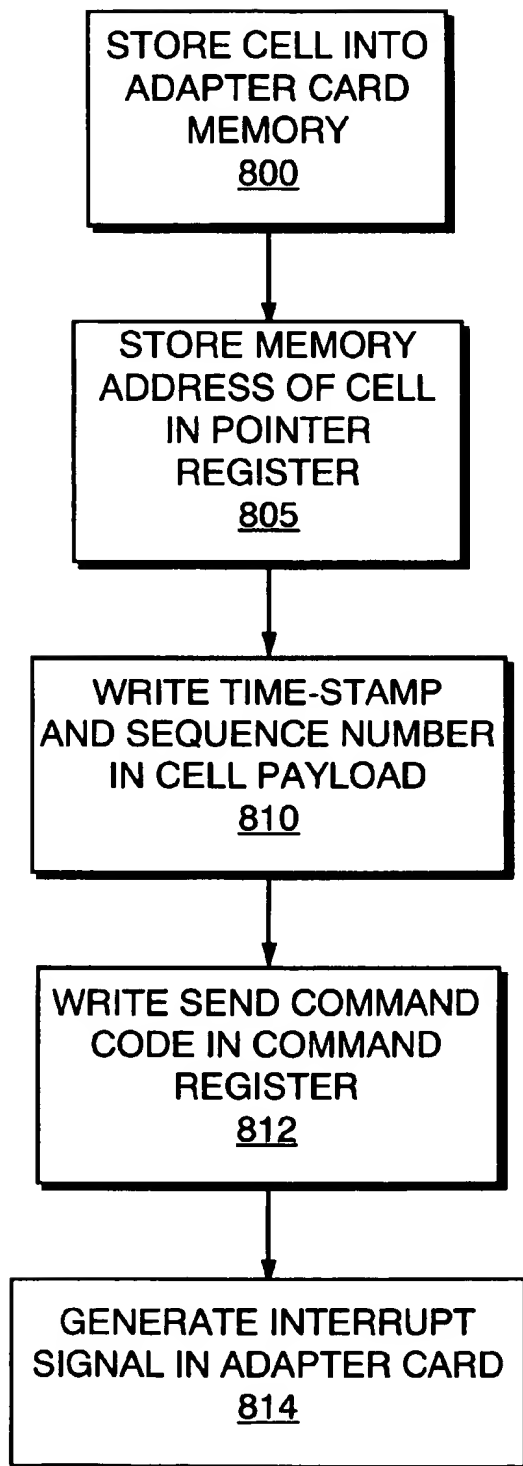 STORE CELL INTO
ADAPTER CARD
MEMORY
800
STORE MEMORY
ADDRESS OF CELL
IN POINTER
REGISTER
805
WRITE TIME-STAMP
AND SEQUENCE NUMBER
IN CELL PAYLOAD
810
WRITE SEND COMMAND
CODE IN COMMAND
REGISTER
812
GENERATE INTERRUPT
SIGNAL IN ADAPTER CARD
814